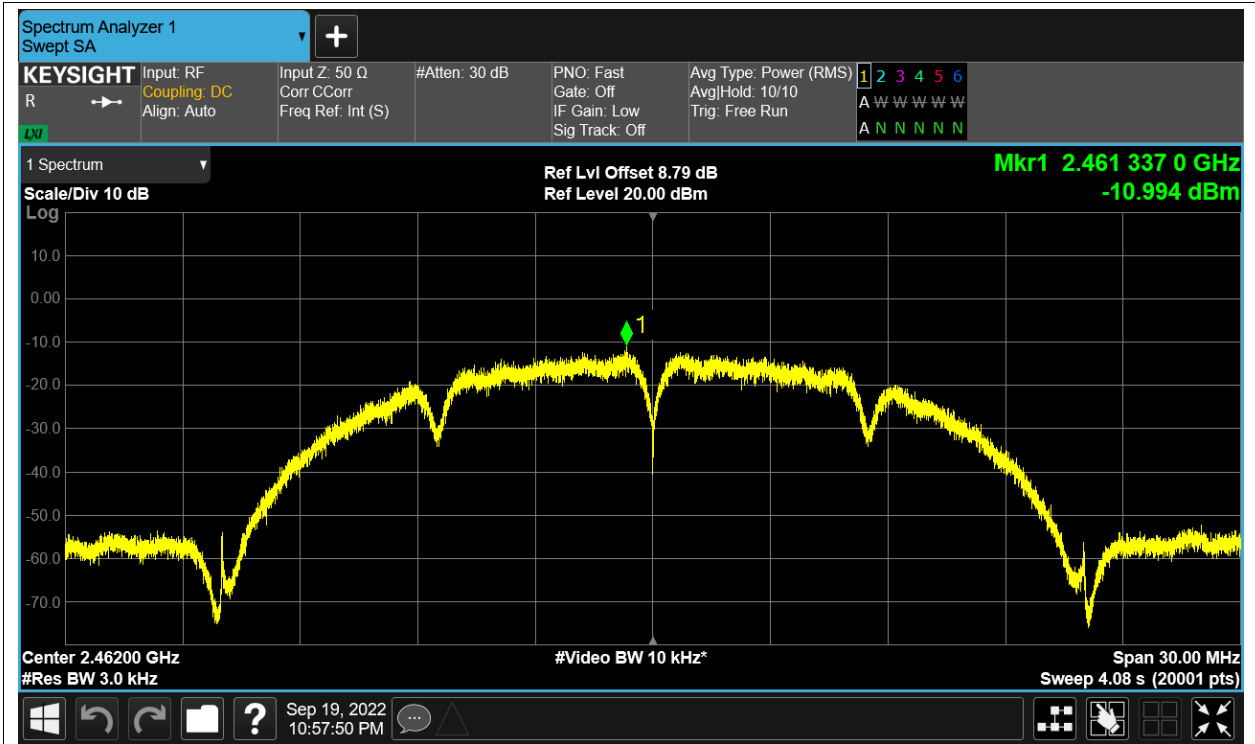 Spectrum Analyzer 1
Swept SA
+
KEYSIGHT
R
LXI
Input: RF
Coupling: DC
Align: Auto
Input Z: 50 Ω
Corr CCorr
Freq Ref: Int (S)
#Atten: 30 dB
PNO: Fast
Gate: Off
IF Gain: Low
Sig Track: Off
Avg Type: Power (RMS)
Avg|Hold: 10/10
Trig: Free Run
1 2 3 4 5 6
A W W W W W
A N N N N N
1 Spectrum
Scale/Div 10 dB
Ref Lvl Offset 8.79 dB
Ref Level 20.00 dBm
Mkr1 2.461 337 0 GHz
-10.994 dBm
Log
10.0
0.00
-10.0
-20.0
-30.0
-40.0
-50.0
-60.0
-70.0
1
Center 2.46200 GHz
#Res BW 3.0 kHz
#Video BW 10 kHz*
Span 30.00 MHz
Sweep 4.08 s (20001 pts)
?
Sep 19, 2022
10:57:50 PM